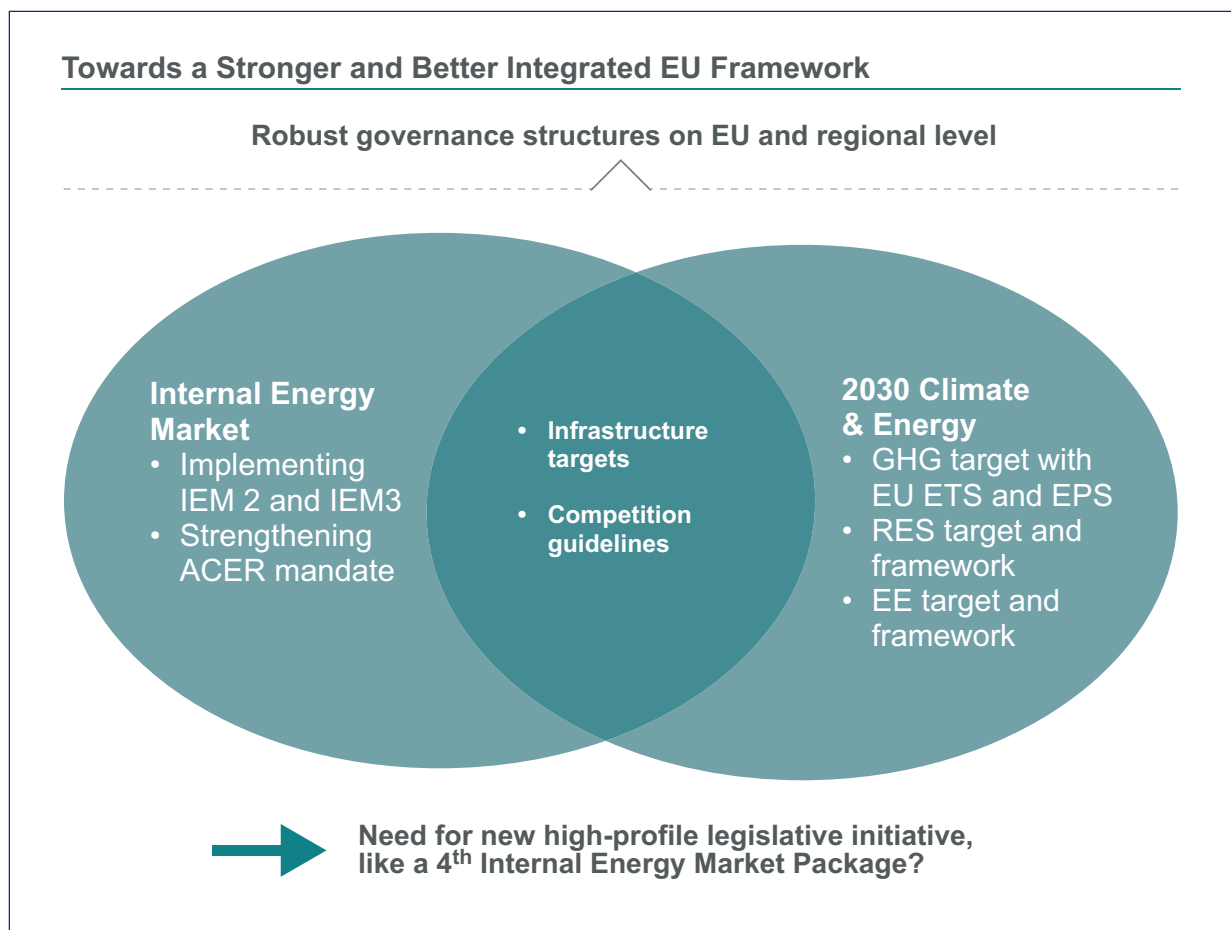 Towards a Stronger and Better Integrated EU Framework
Robust governance structures on EU and regional level
Internal Energy
Market
• Implementing
IEM 2 and IEM3
• Strengthening
ACER mandate
• Infrastructure
targets
• Competition
guidelines
2030 Climate
& Energy
• GHG target with
EU ETS and EPS
• RES target and
framework
• EE target and
framework
Need for new high-profile legislative initiative,
like a 4th Internal Energy Market Package?